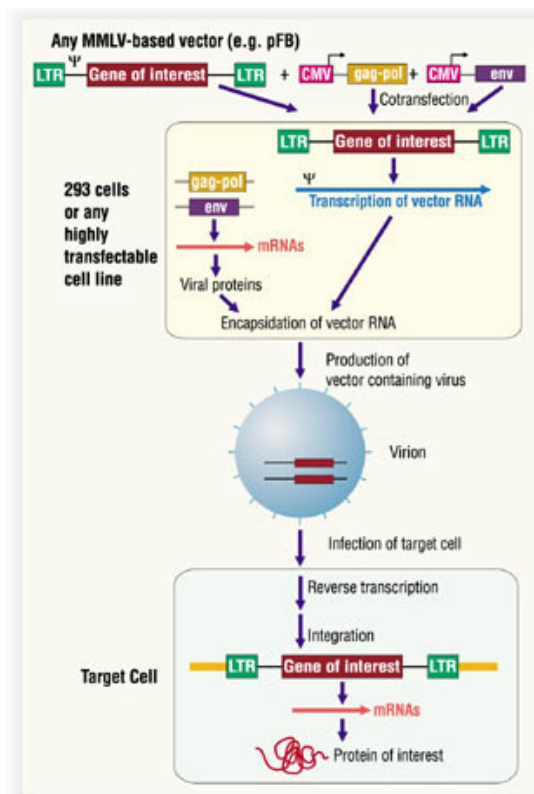 Any MMLV-based vector (e.g. pFB)
Ψ
LTR Gene of interest LTR + CMV gag-pol + CMV env
Cotransfection
LTR Gene of interest LTR
293 cells
or any
highly
transfectable
cell line
gag-pol
env
mRNAs
Viral proteins
Ψ
Transcription of vector RNA
Encapsidation of vector RNA
Production of
vector containing virus
Virion
Infection of target cell
Reverse transcription
Integration
Target Cell
LTR Gene of interest LTR
mRNAs
Protein of interest